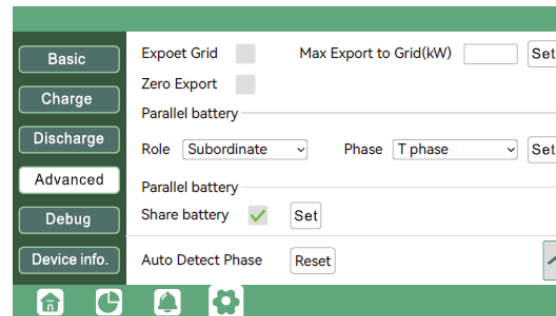 Basic
Charge
Discharge
Advanced
Debug
Device info.
Expoet Grid Max Export to Grid(kW) Set
Zero Export
Parallel battery
Role Subordinate Phase T phase Set
Parallel battery
Share battery Set
Auto Detect Phase Reset